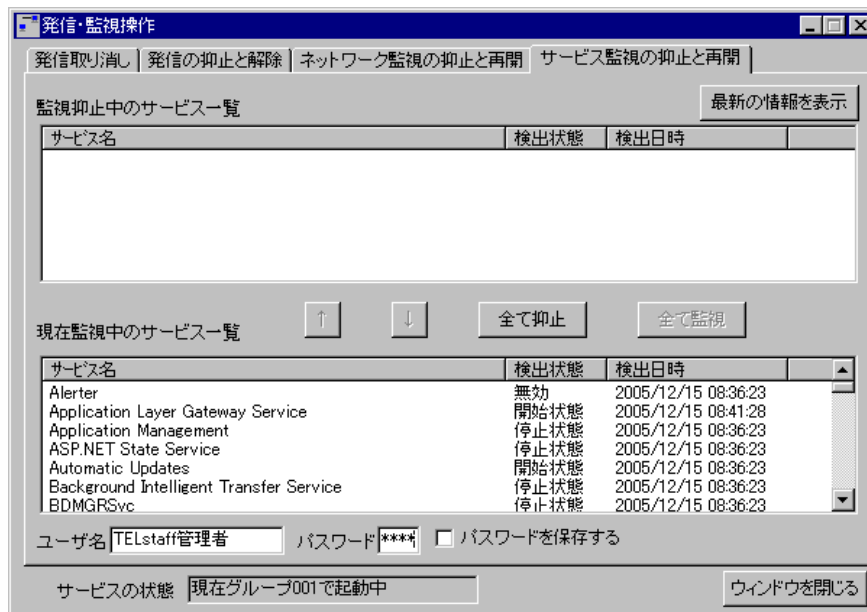 発信・監視操作
発信取り消し 発信の抑止と解除 ネットワーク監視の抑止と再開 サービス監視の抑止と再開
監視抑止中のサービス一覧 最新の情報を表示
サービス名 検出状態 検出日時
↑ ↓ 全て抑止 全て監視
現在監視中のサービス一覧
サービス名 検出状態 検出日時
Alerter 無効 2005/12/15 08:36:23
Application Layer Gateway Service 開始状態 2005/12/15 08:41:28
Application Management 停止状態 2005/12/15 08:36:23
ASP.NET State Service 停止状態 2005/12/15 08:36:23
Automatic Updates 開始状態 2005/12/15 08:36:23
Background Intelligent Transfer Service 停止状態 2005/12/15 08:36:23
BDMGRSvc 停止状態 2005/12/15 08:36:23
ユーザ名 TELstaff管理者 パスワード **** パスワードを保存する
サービスの状態 現在グループ001で起動中 ウィンドウを閉じる